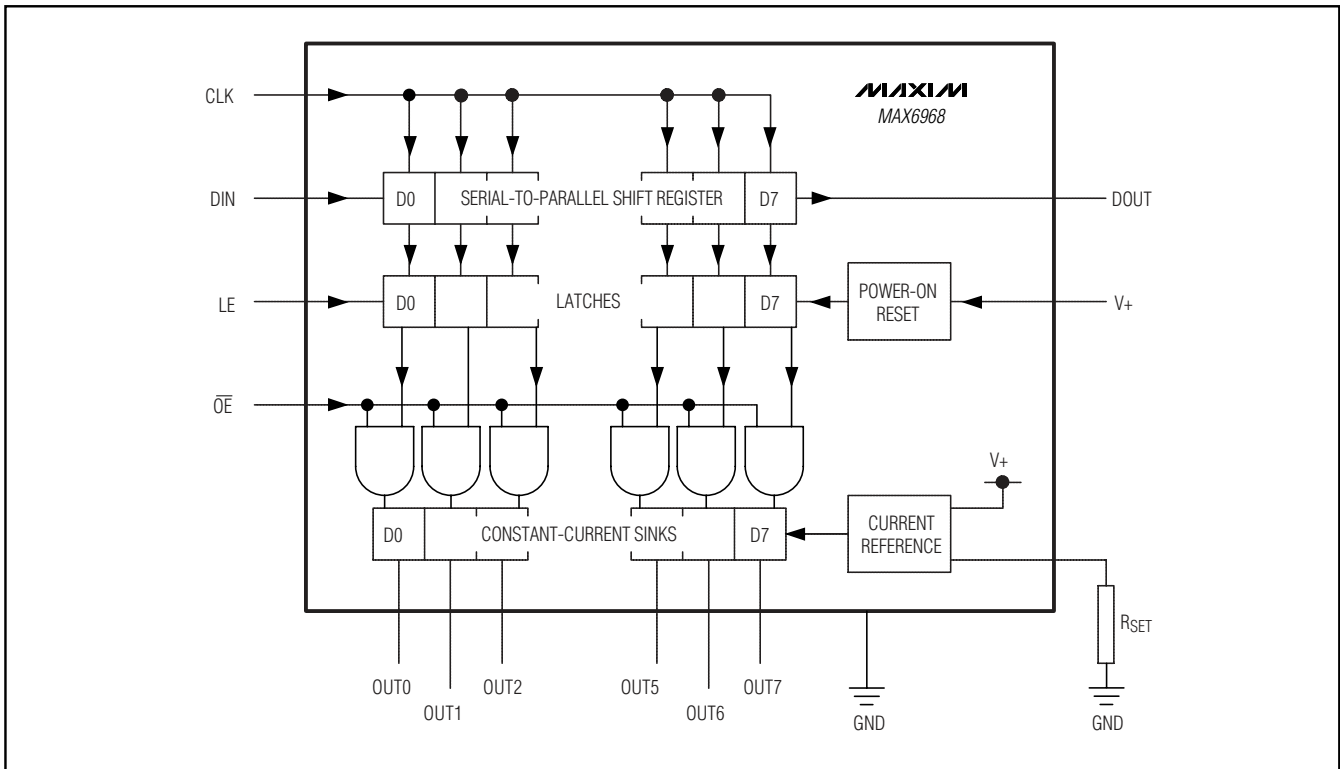 MAXIM
MAX6968
CLK
DIN
D0
SERIAL-TO-PARALLEL SHIFT REGISTER
D7
DOUT
LE
D0
LATCHES
D7
POWER-ON
RESET
V+
O̅E̅
V+
D0
CONSTANT-CURRENT SINKS
D7
CURRENT
REFERENCE
RSET
OUT0
OUT1
OUT2
OUT5
OUT6
OUT7
GND
GND